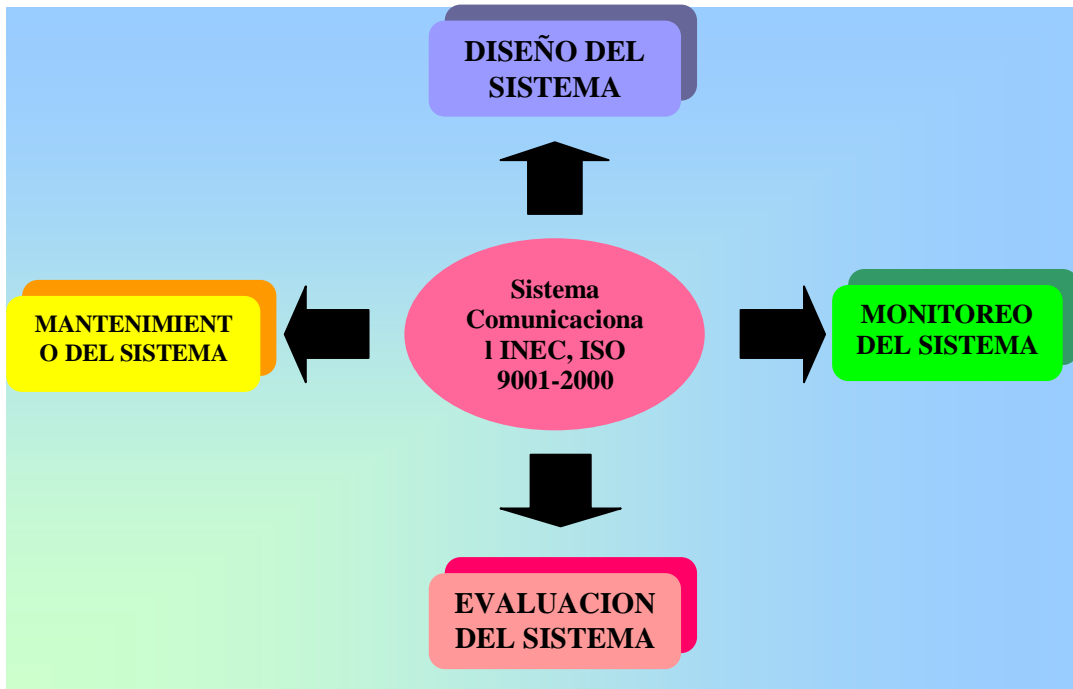 DISEÑO DEL
SISTEMA
Sistema
Comunicaciona
l INEC, ISO
9001-2000
MANTENIMIENT
O DEL SISTEMA
MONITOREO
DEL SISTEMA
EVALUACION
DEL SISTEMA